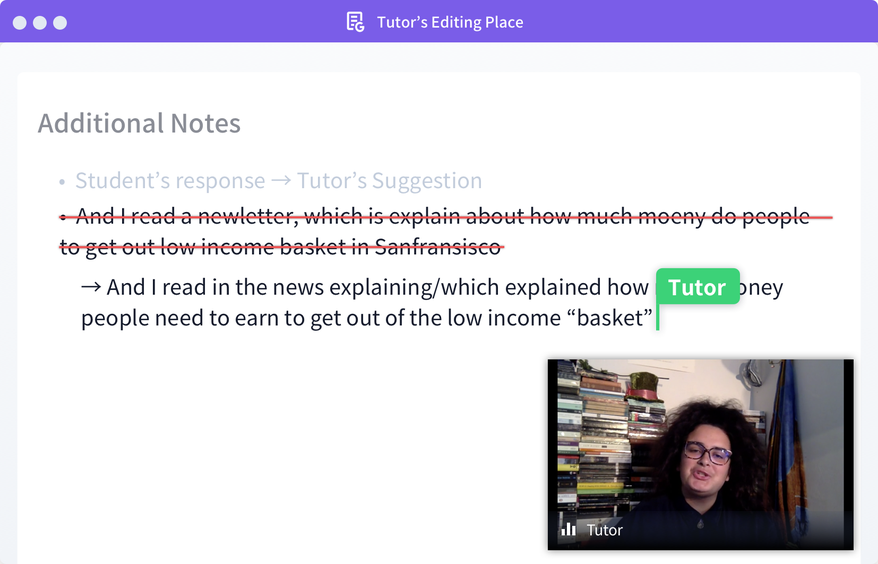 Tutor’s Editing Place
Additional Notes
• Student’s response → Tutor’s Suggestion
• And I read a newletter, which is explain about how much moeny do people
to get out low income basket in Sanfransisco
→ And I read in the news explaining/which explained how Tutor oney
people need to earn to get out of the low income “basket”
Tutor